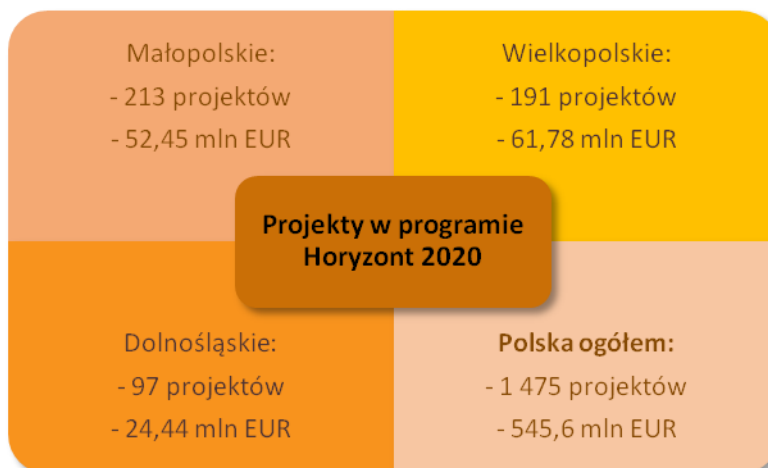 Małopolskie:
- 213 projektów
- 52,45 mln EUR
Wielkopolskie:
- 191 projektów
- 61,78 mln EUR
Projekty w programie
Horyzont 2020
Dolnośląskie:
- 97 projektów
- 24,44 mln EUR
Polska ogółem:
- 1 475 projektów
- 545,6 mln EUR